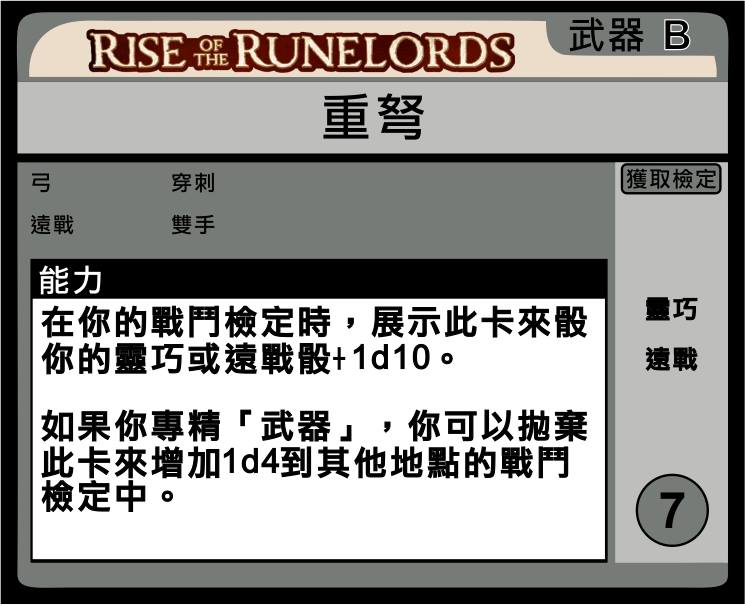 RISE OF THE RUNELORDS
武器 B
重弩
弓 穿刺
遠戰 雙手
獲取檢定
靈巧
遠戰
7
能力
在你的戰鬥檢定時，展示此卡來骰
你的靈巧或遠戰骰+1d10。
如果你專精「武器」，你可以拋棄
此卡來增加1d4到其他地點的戰鬥
檢定中。